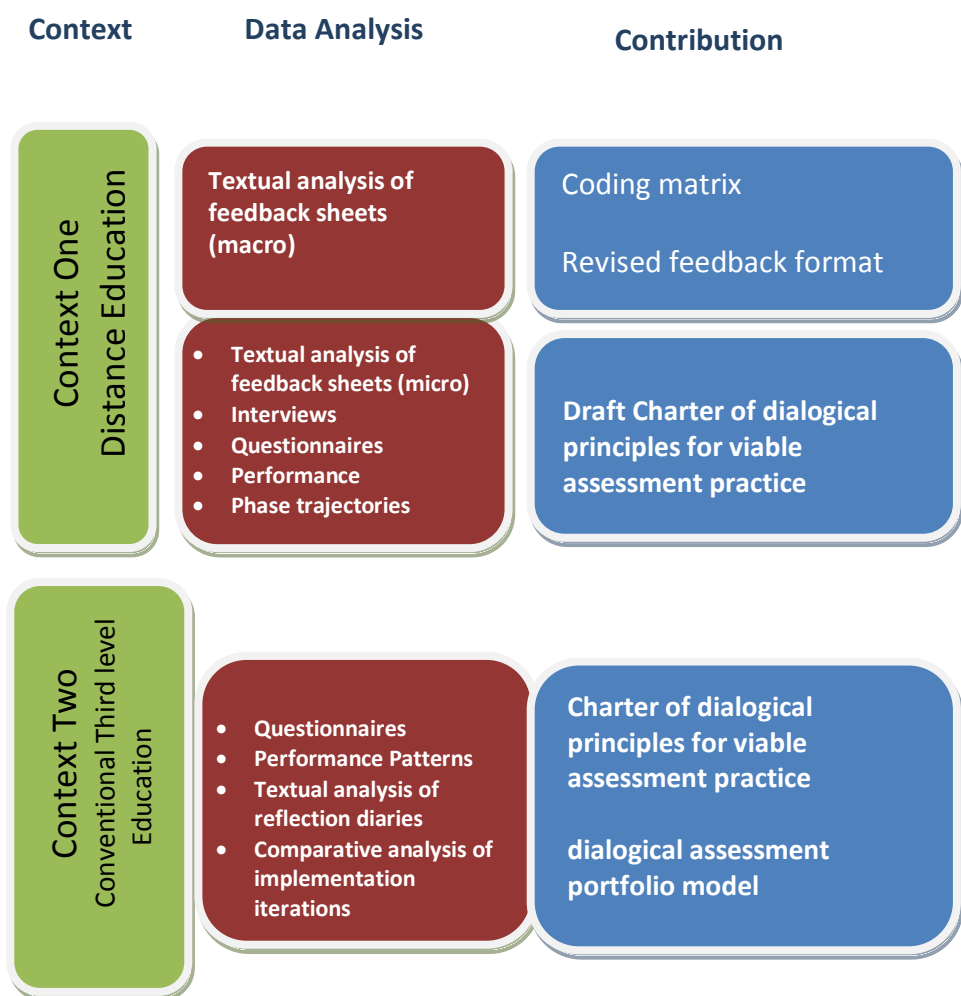 Context
Data Analysis
Contribution
Context One
Distance Education
Textual analysis of
feedback sheets
(macro)
Coding matrix
Revised feedback format
• Textual analysis of
feedback sheets (micro)
• Interviews
• Questionnaires
• Performance
• Phase trajectories
Draft Charter of dialogical
principles for viable
assessment practice
Context Two
Conventional Third level
Education
• Questionnaires
• Performance Patterns
• Textual analysis of
reflection diaries
• Comparative analysis of
implementation
iterations
Charter of dialogical
principles for viable
assessment practice
dialogical assessment
portfolio model